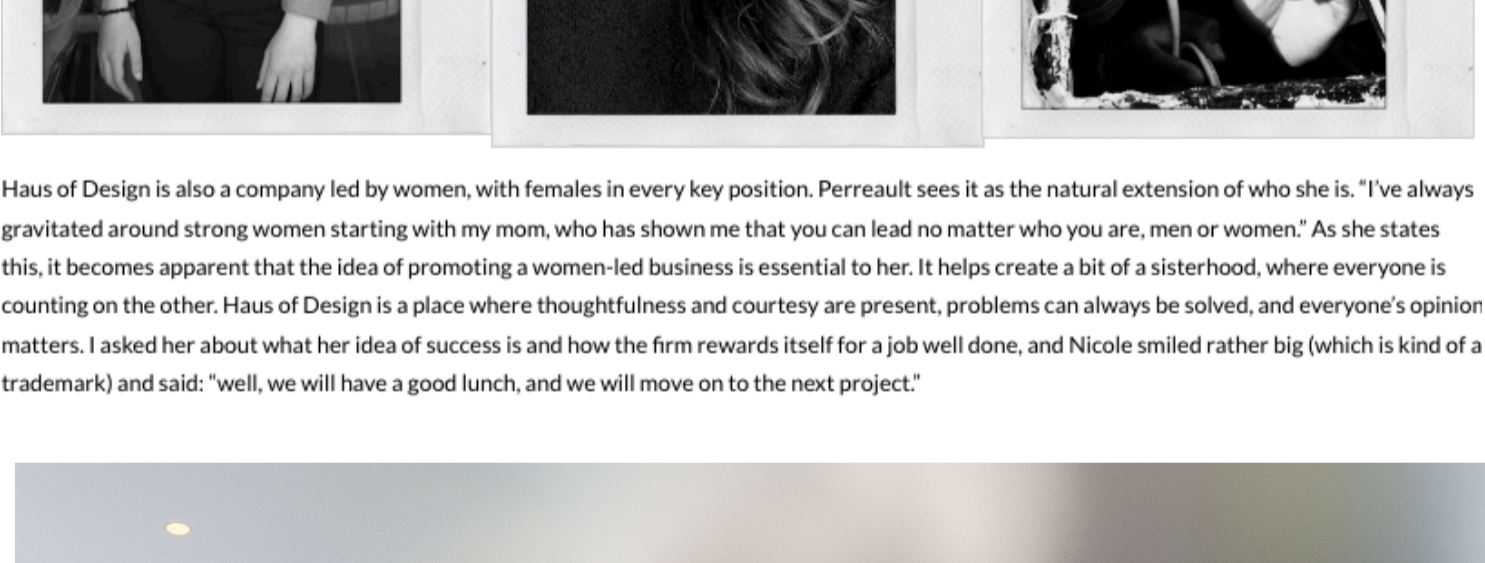 Haus of Design is also a company led by women, with females in every key position. Perreault sees it as the natural extension of who she is. “I’ve always
gravitated around strong women starting with my mom, who has shown me that you can lead no matter who you are, men or women.” As she states
this, it becomes apparent that the idea of promoting a women-led business is essential to her. It helps create a bit of a sisterhood, where everyone is
counting on the other. Haus of Design is a place where thoughtfulness and courtesy are present, problems can always be solved, and everyone’s opinion
matters. I asked her about what her idea of success is and how the firm rewards itself for a job well done, and Nicole smiled rather big (which is kind of a
trademark) and said: “well, we will have a good lunch, and we will move on to the next project.”